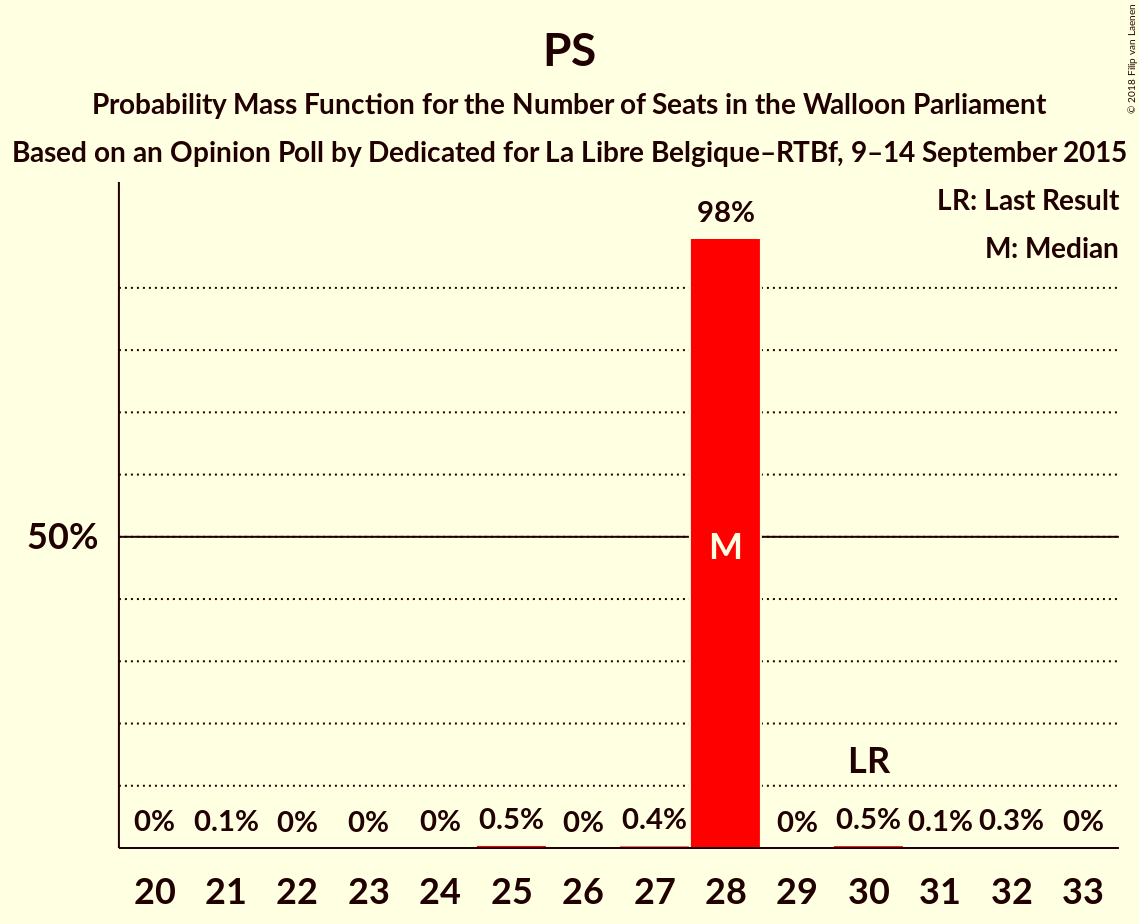 PS
Probability Mass Function for the Number of Seats in the Walloon Parliament
Based on an Opinion Poll by Dedicated for La Libre Belgique–RTBf, 9–14 September 2015
© 2018 Filip van Laenen
LR: Last Result
M: Median
98%
50%
M
LR
0% 0.1% 0% 0% 0% 0.5% 0% 0.4% 0% 0.5% 0.1% 0.3% 0%
20 21 22 23 24 25 26 27 28 29 30 31 32 33